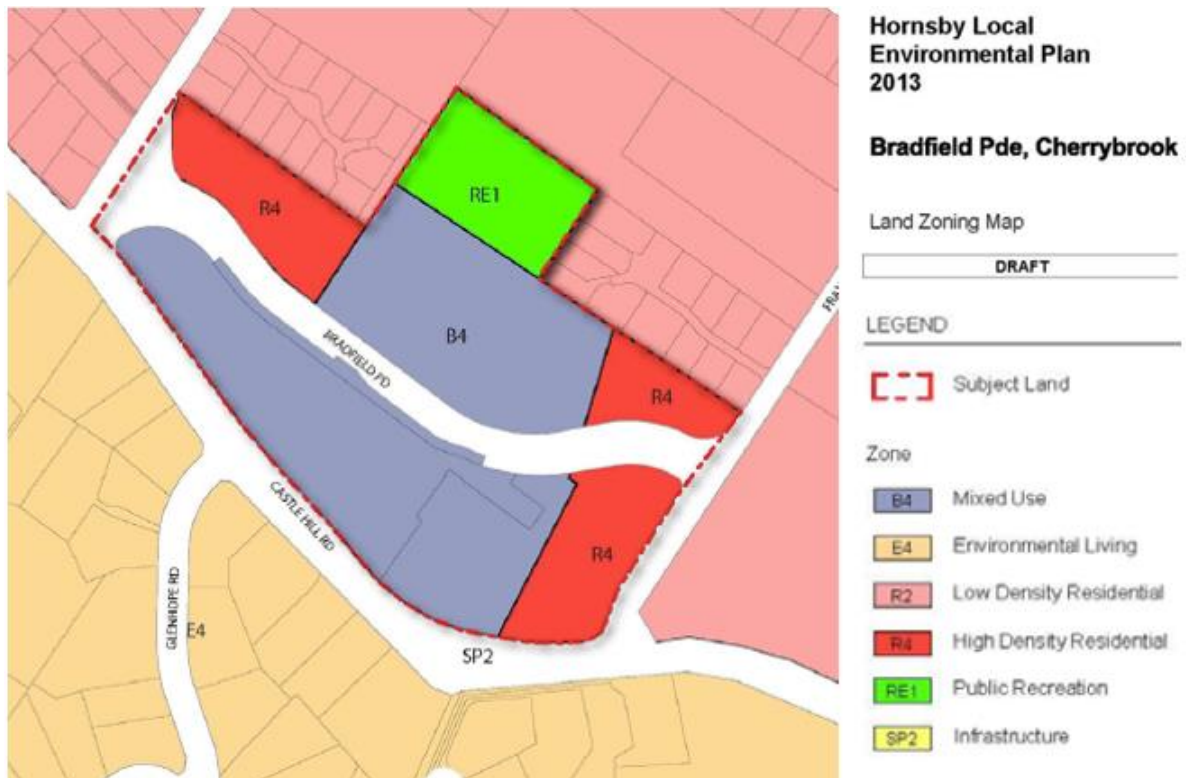 Hornsby Local
Environmental Plan
2013
Bradfield Pde, Cherrybrook
Land Zoning Map
DRAFT
LEGEND
Subject Land
Zone
B4 Mixed Use
E4 Environmental Living
R2 Low Density Residential
R4 High Density Residential
RE1 Public Recreation
SP2 Infrastructure
RE1
R4
B4
BRADFIELD PD
FRA
R4
CASTLE HILL RD
R4
GLENHOPE RD
E4
SP2